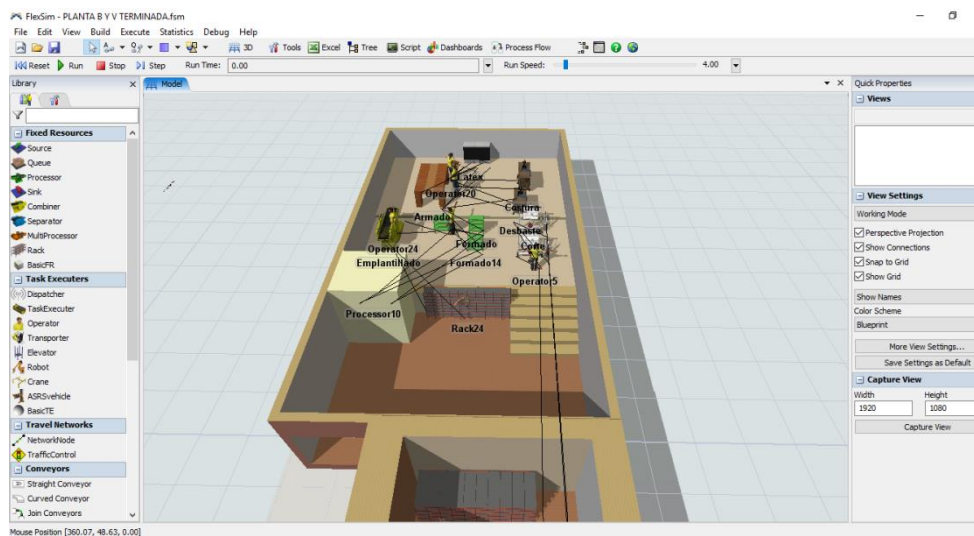 FlexSim - PLANTA B Y V TERMINADA.fsm
File Edit View Build Execute Statistics Debug Help
3D Tools Excel Tree Script Dashboards Process Flow
Reset Run Stop Step Run Time: 0.00 Run Speed: 4.00
Library
Model
Quick Properties
Fixed Resources
Source
Queue
Processor
Sink
Combiner
Separator
MultiProcessor
Rack
BasicFR
Task Executers
Dispatcher
TaskExecuter
Operator
Transporter
Elevator
Robot
Crane
ASRSvehicle
BasicTE
Travel Networks
NetworkNode
TrafficControl
Conveyors
Straight Conveyor
Curved Conveyor
Join Conveyors
Latex
Operator20
Costura
Armado
Desbaste
Operator24
Formado
Corte
Emplantillado
Formado14
Operator5
Processor10
Rack24
Views
View Settings
Working Mode
Perspective Projection
Show Connections
Snap to Grid
Show Grid
Show Names
Color Scheme
Blueprint
More View Settings...
Save Settings as Default
Capture View
Width Height
1920 1080
Capture View
Mouse Position [360.07, 48.63, 0.00]